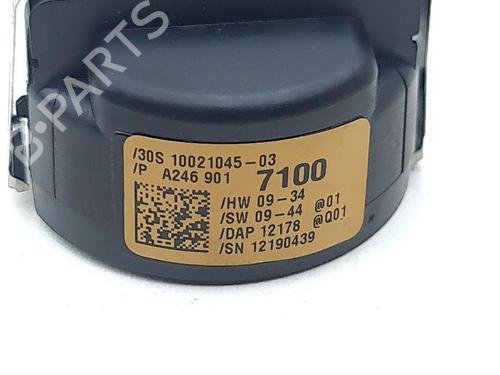 B-PARTS
/30S 10021045-03
/P A246 901 7100
/HW 09-34 @01
/SW 09-44 @Q01
/DAP 12178
/SN 12190439